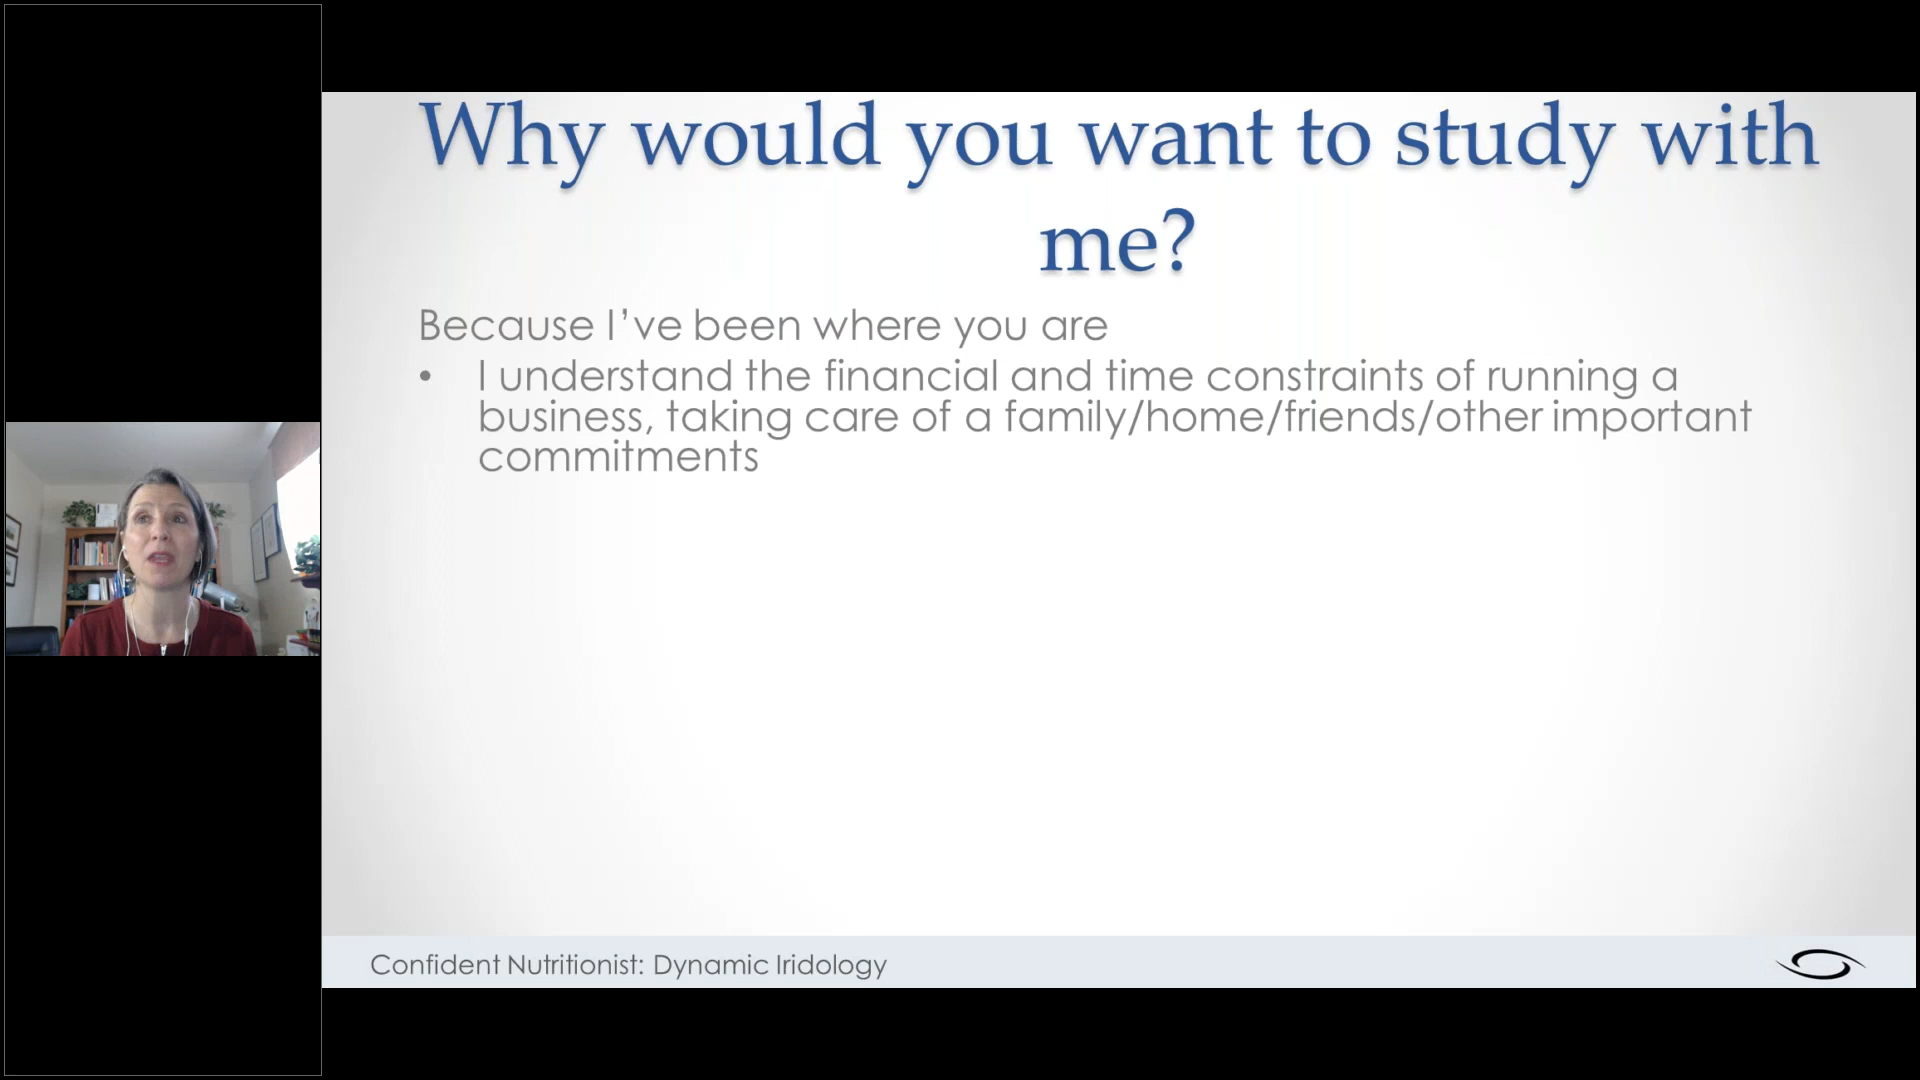 Why would you want to study with
me?
Because I’ve been where you are
• I understand the financial and time constraints of running a
business, taking care of a family/home/friends/other important
commitments
Confident Nutritionist: Dynamic Iridology